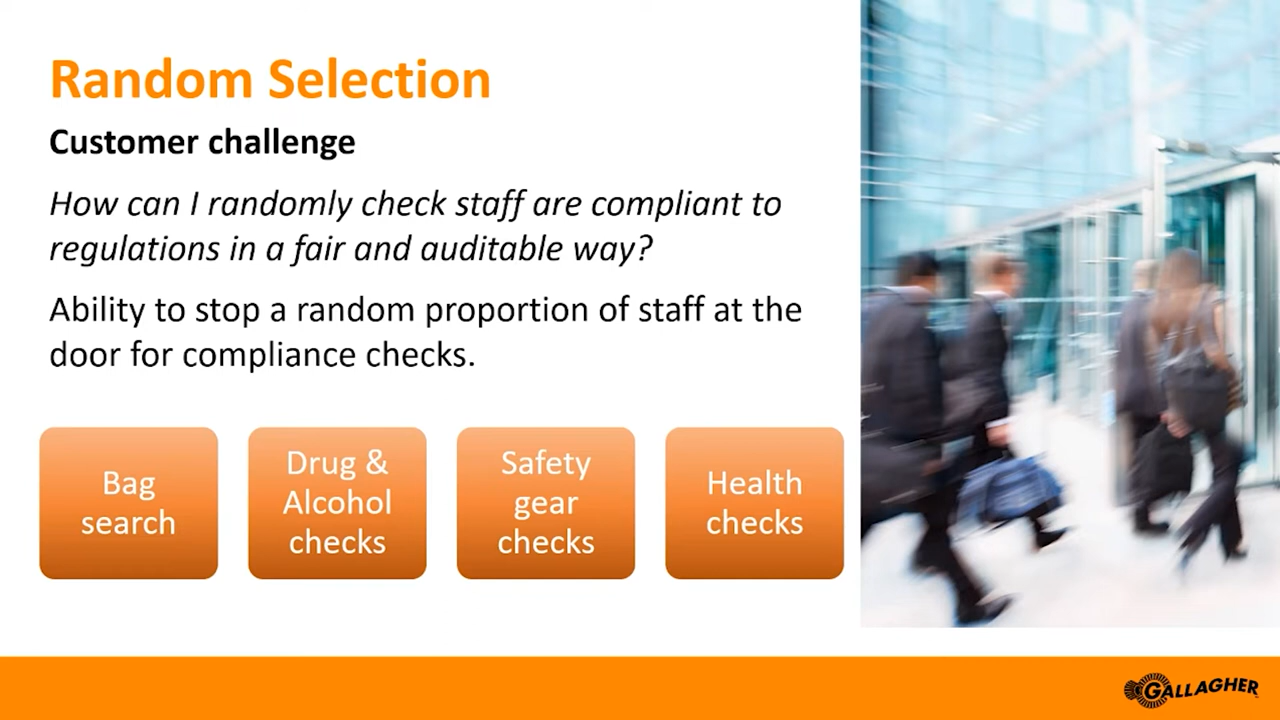 Random Selection
Customer challenge
How can I randomly check staff are compliant to
regulations in a fair and auditable way?
Ability to stop a random proportion of staff at the
door for compliance checks.
Bag
search
Drug &
Alcohol
checks
Safety
gear
checks
Health
checks
GALLAGHER